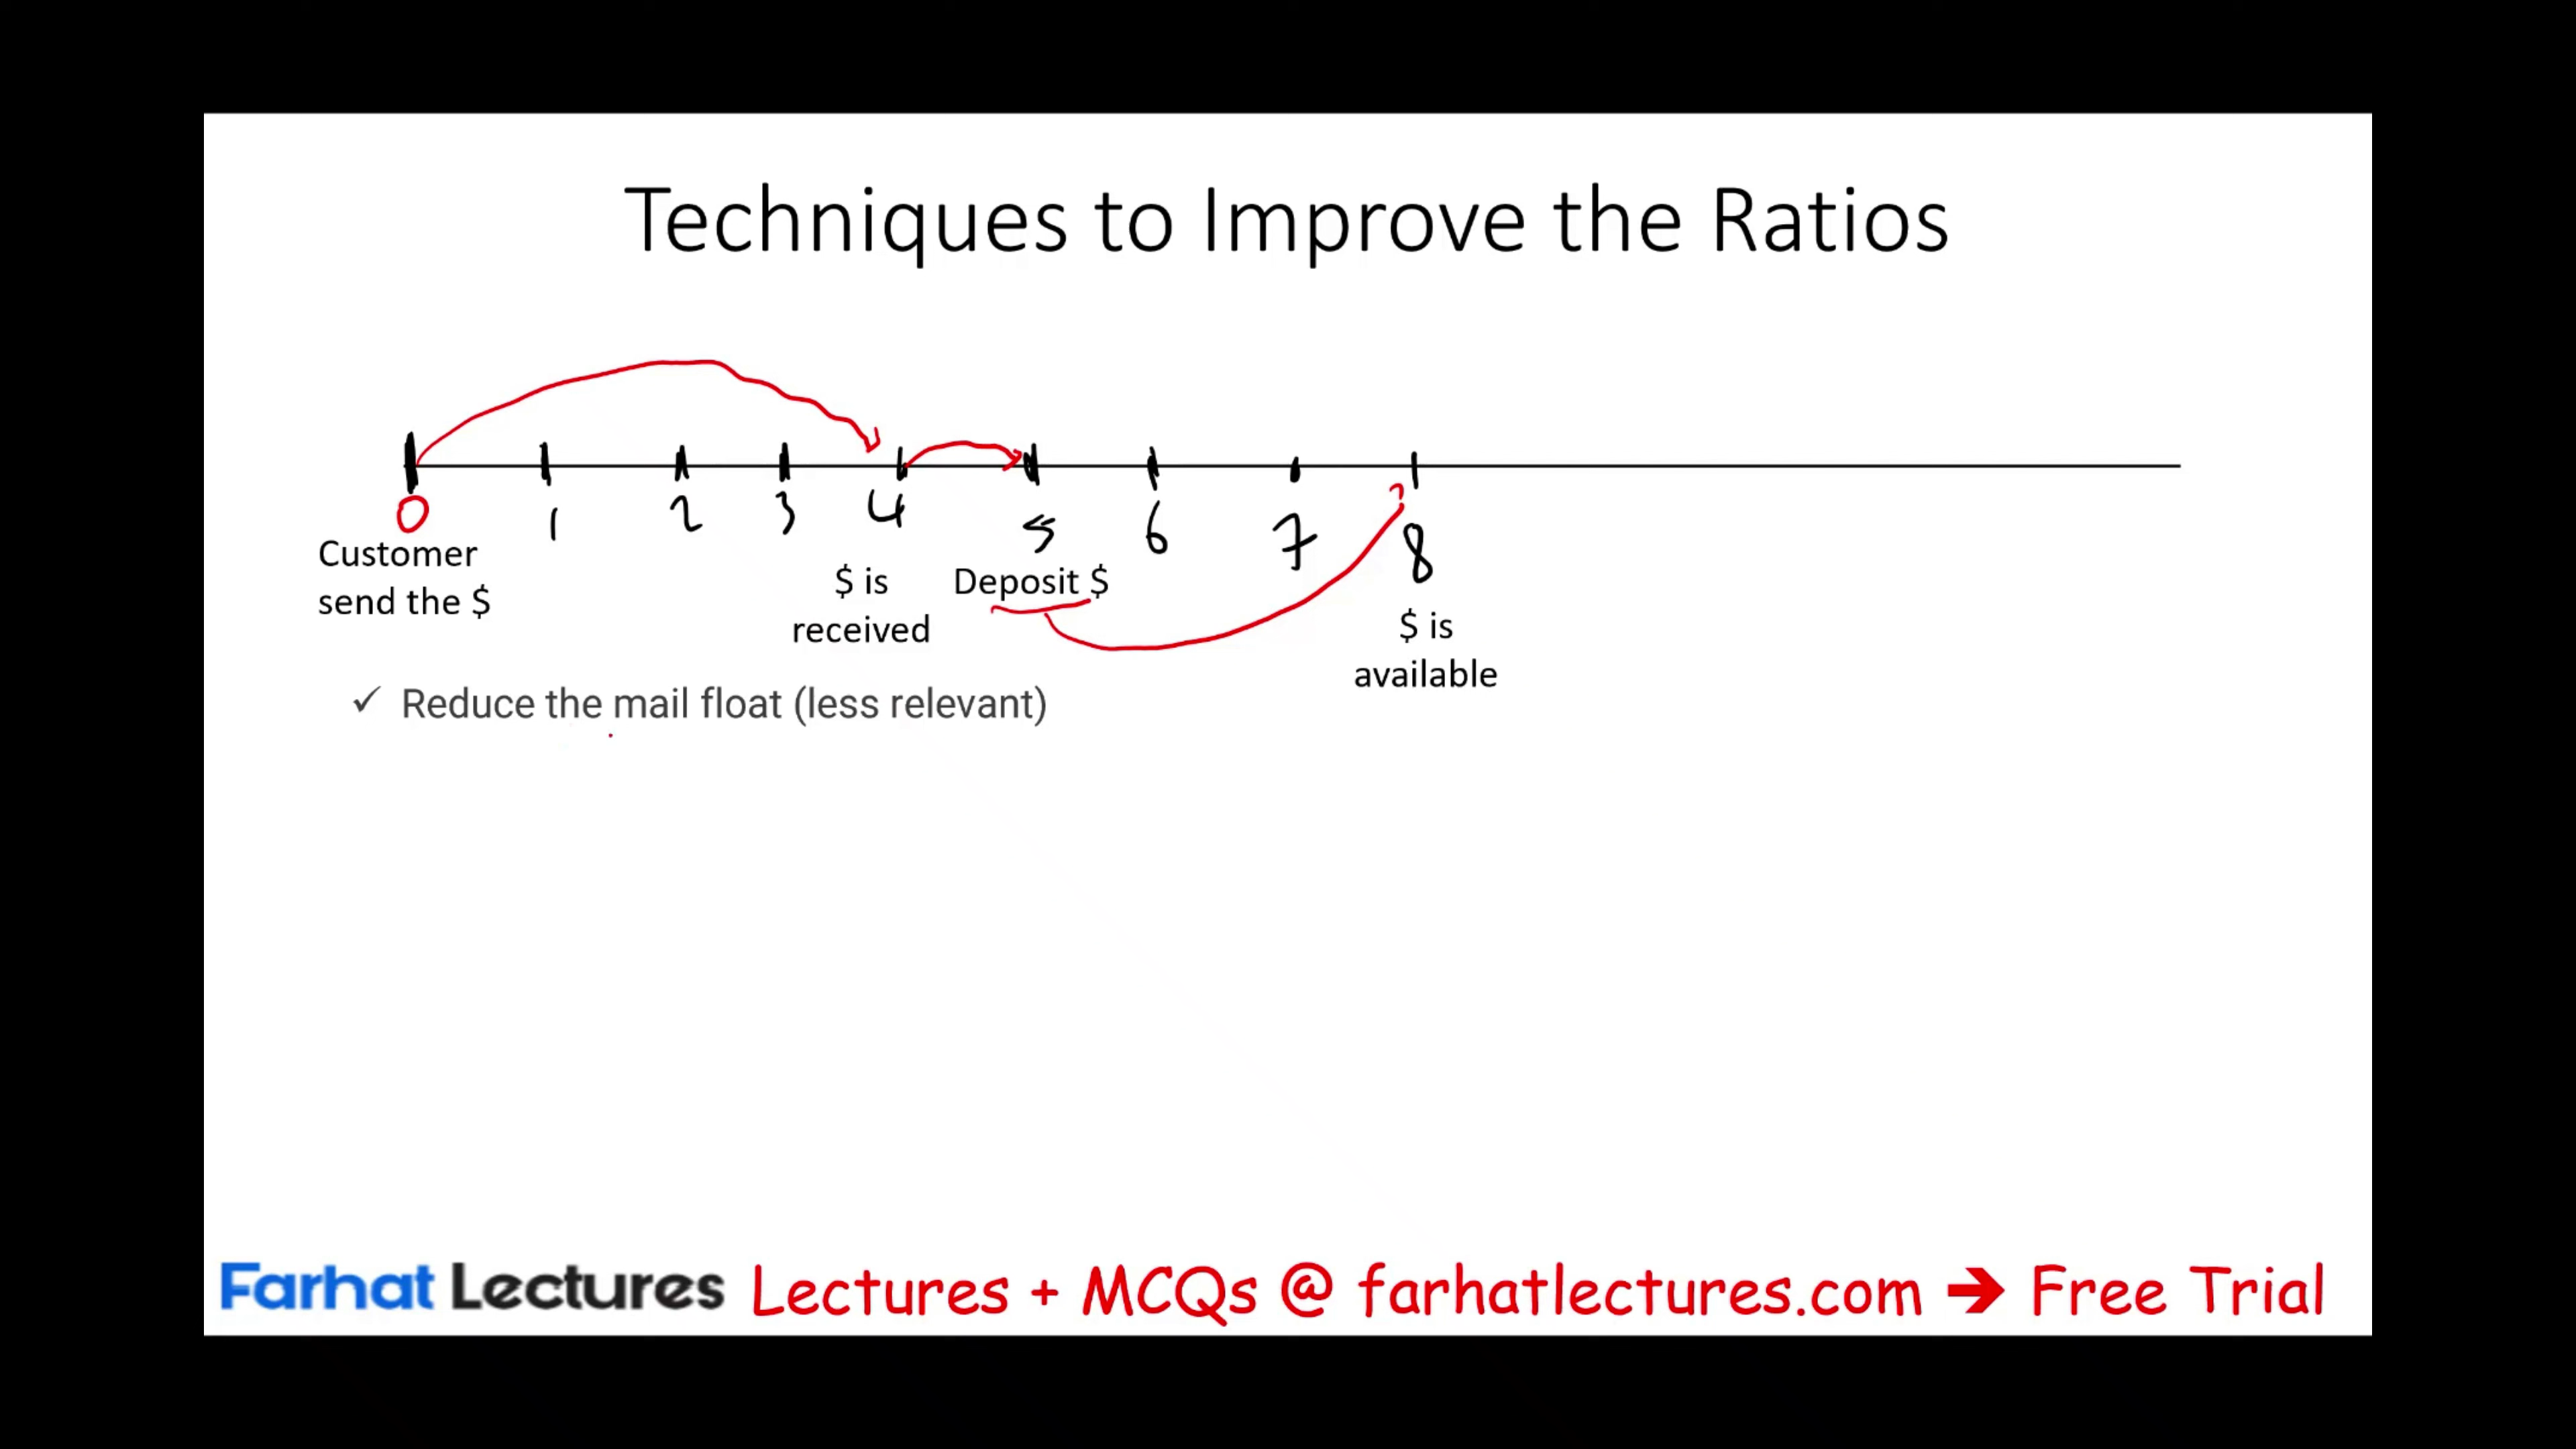 Techniques to Improve the Ratios
0 1 2 3 4 5 6 7 8
Customer
send the $
$ is
received
Deposit $
$ is
available
✓ Reduce the mail float (less relevant)
Farhat Lectures Lectures + MCQs @ farhatlectures.com → Free Trial